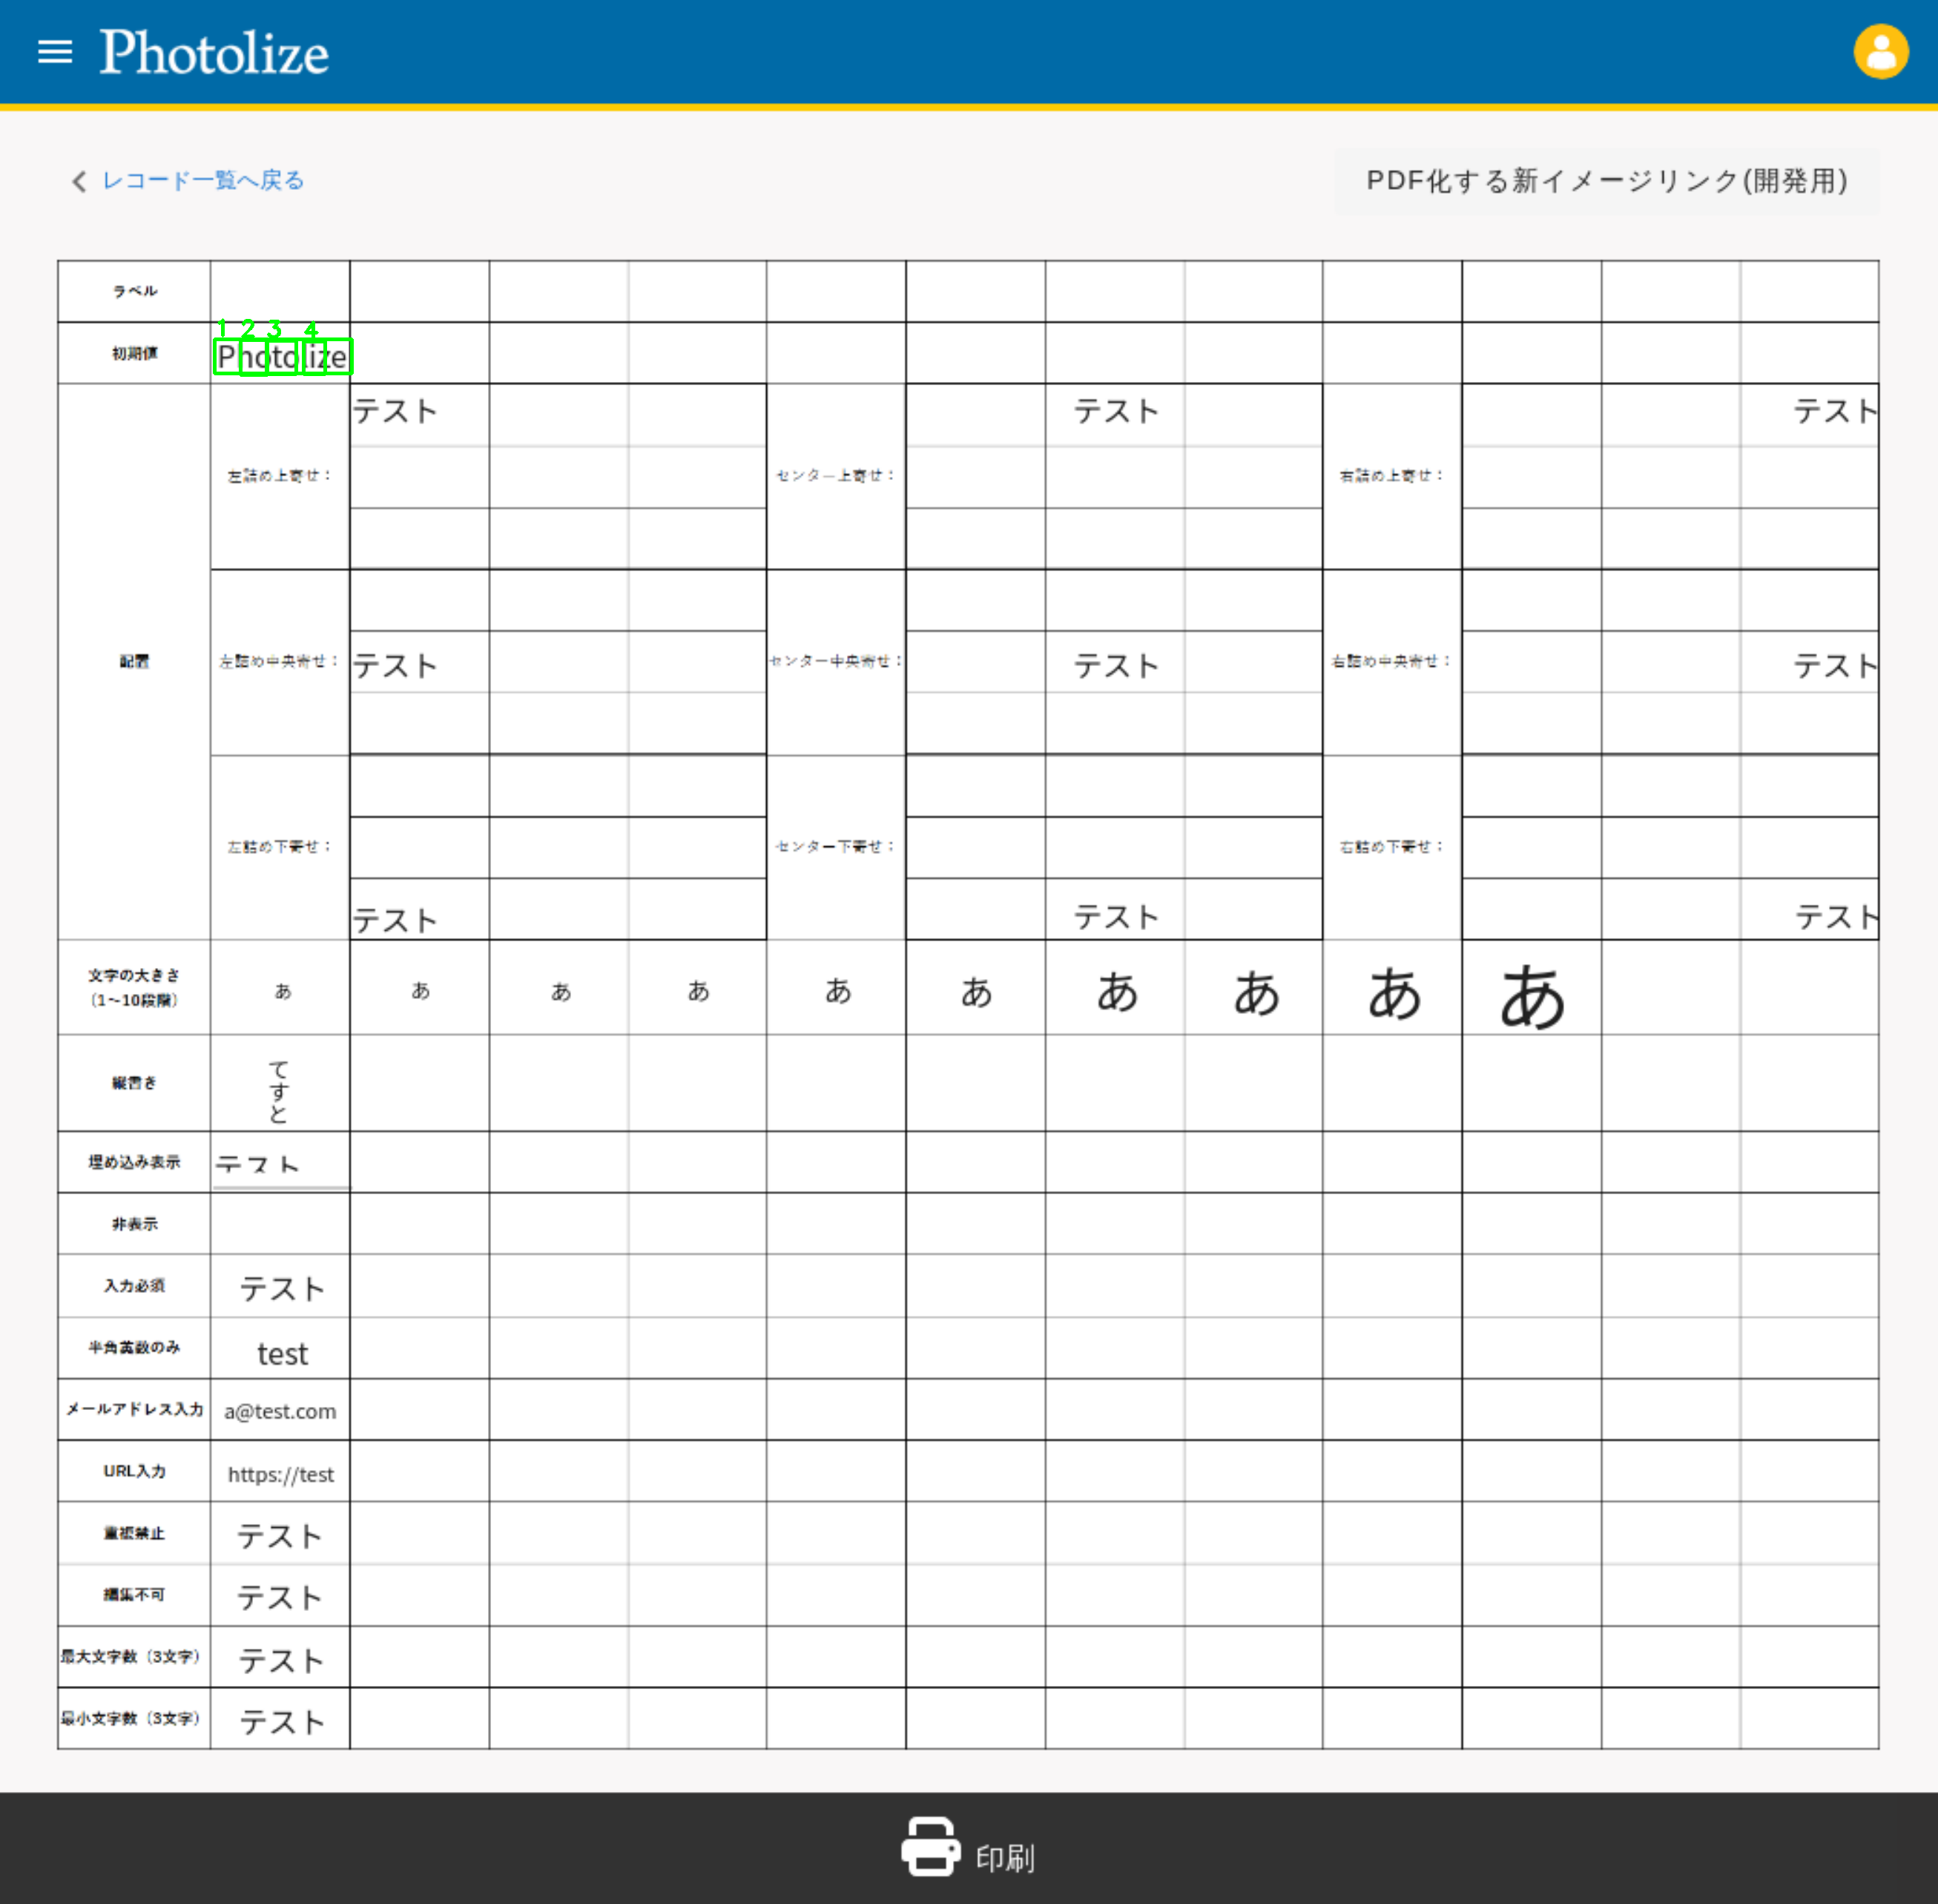 Photolize
レコード一覧へ戻る
PDF化する新イメージリンク(開発用)
ラベル
1 2 3 4
初期値 Photolize
テスト テスト テスト
左詰め上寄せ： センター上寄せ： 右詰め上寄せ：
配置 左詰め中央寄せ： テスト センター中央寄せ： テスト 右詰め中央寄せ： テスト
左詰め下寄せ： センター下寄せ： 右詰め下寄せ：
テスト テスト テスト
文字の大きさ
（1～10段階） あ あ あ あ あ あ あ あ あ あ
縦書き てすと
埋め込み表示 テスト
非表示
入力必須 テスト
半角英数のみ test
メールアドレス入力 a@test.com
URL入力 https://test
重複禁止 テスト
編集不可 テスト
最大文字数（3文字） テスト
最小文字数（3文字） テスト
印刷